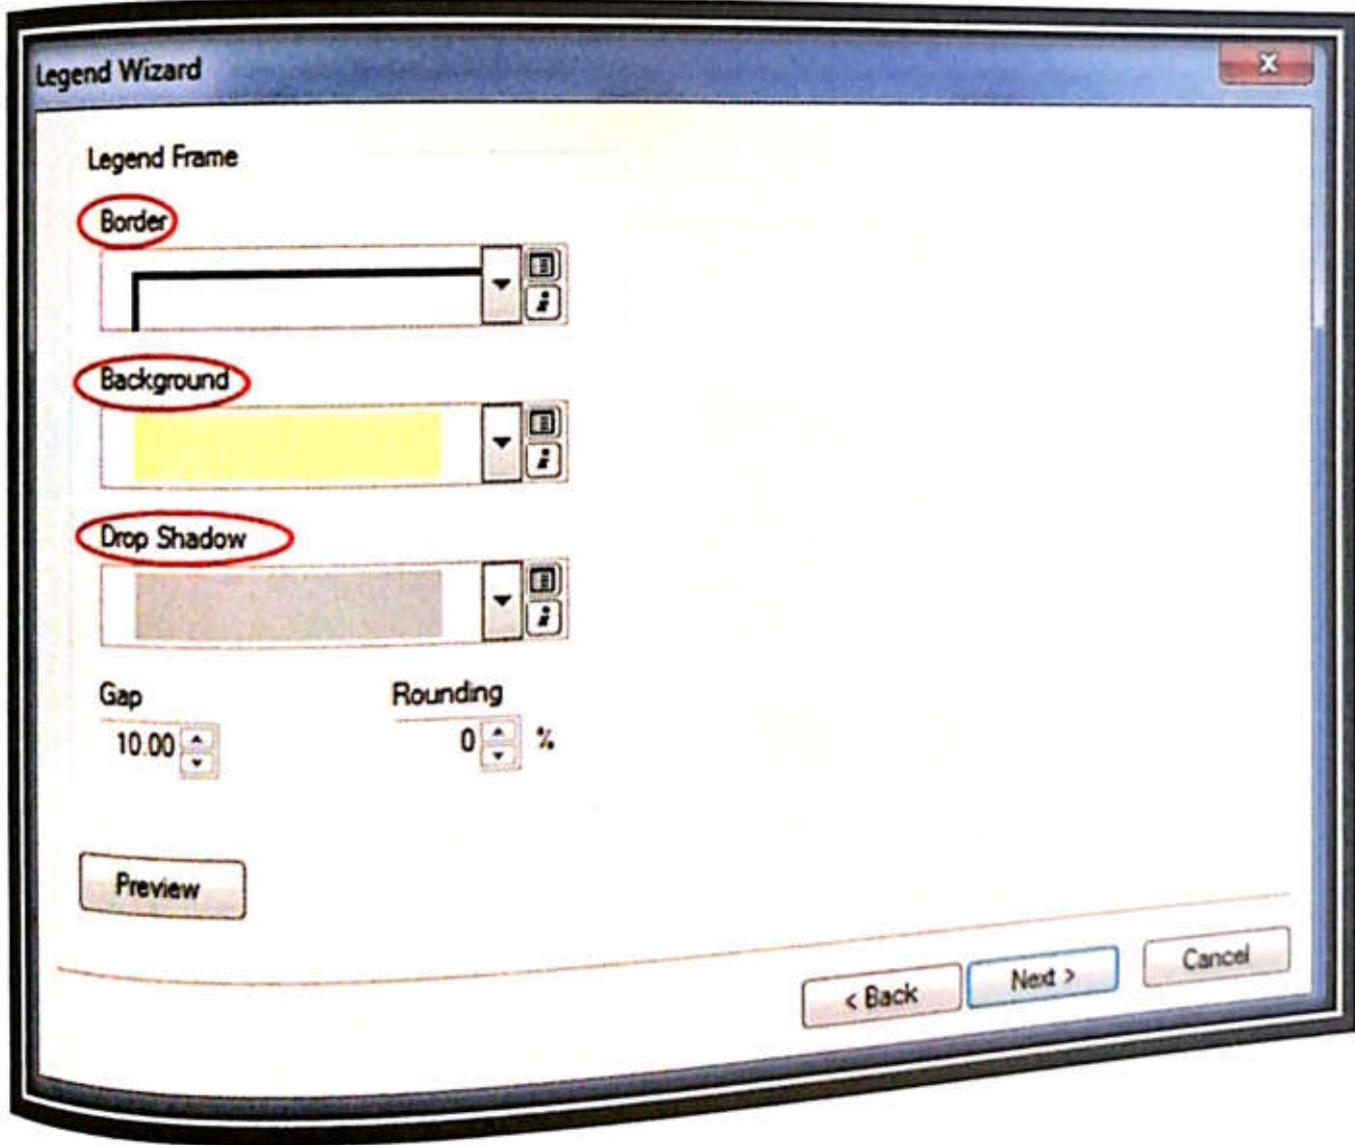 Legend Wizard
x
Legend Frame
Border
i
Background
i
Drop Shadow
i
Gap Rounding
10.00 0 %
Preview
< Back Next > Cancel